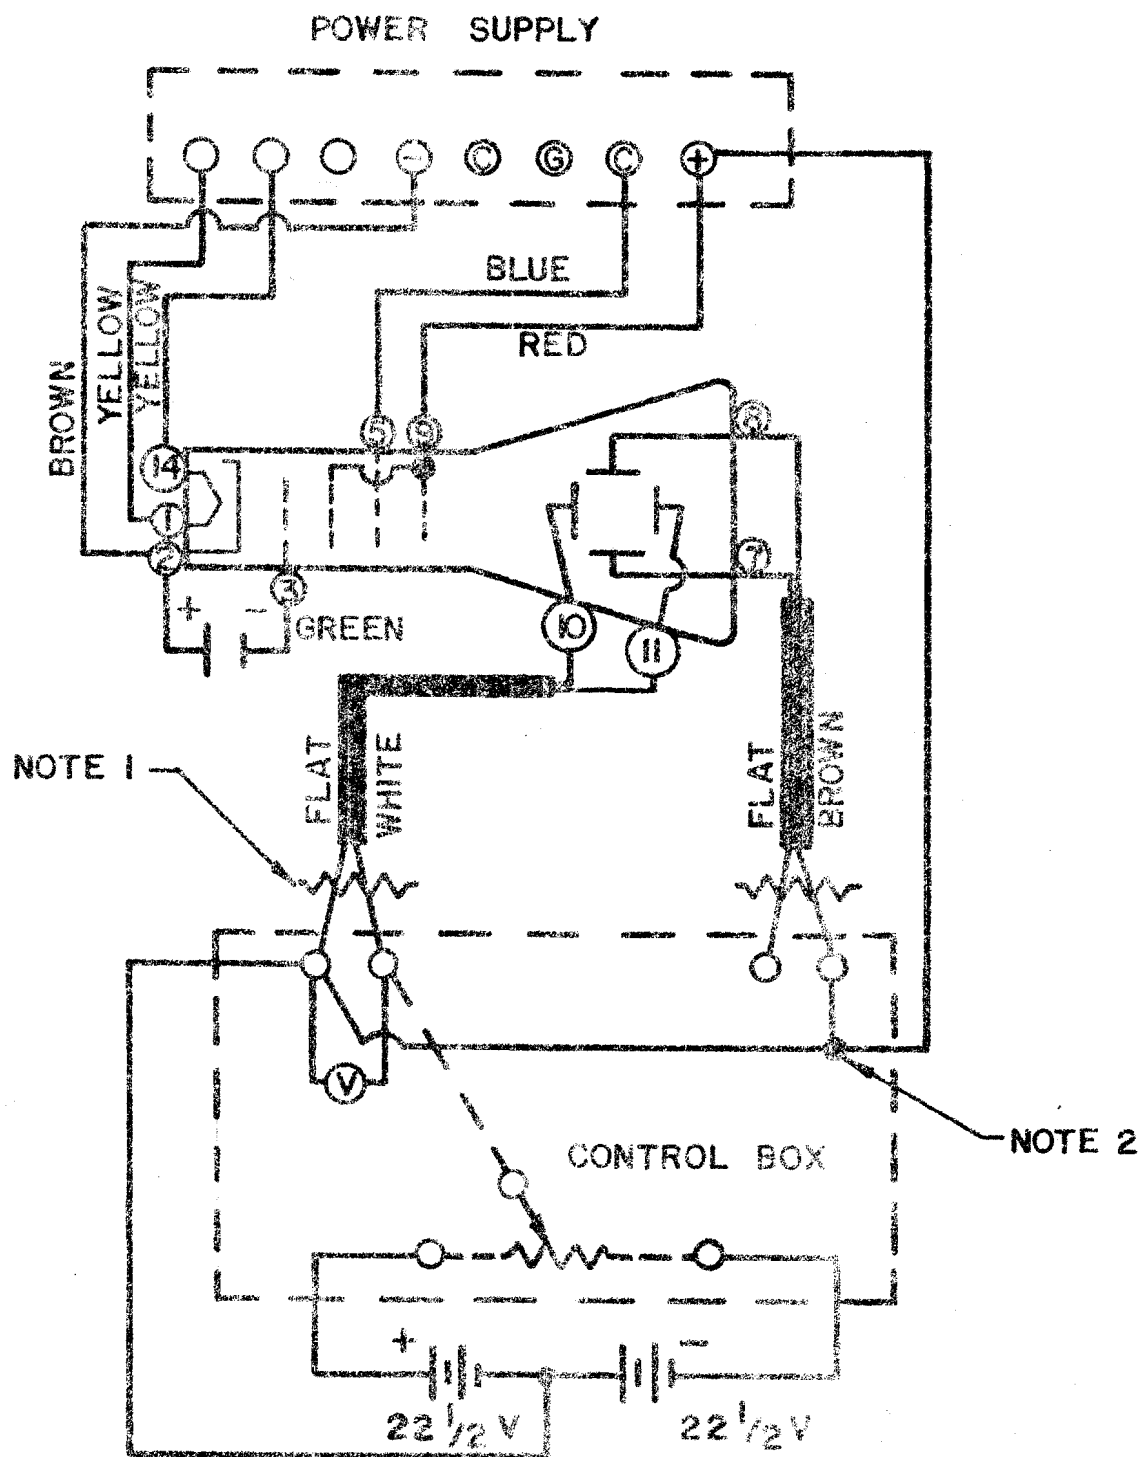 POWER SUPPLY
- C G C +
BLUE
RED
BROWN
YELLOW
YELLOW
5 9
8
14
1
2
7
3
+ -
GREEN
10
11
NOTE 1
FLAT
WHITE
FLAT
BROWN
V
NOTE 2
CONTROL BOX
+ -
22 1/2 V 22 1/2 V